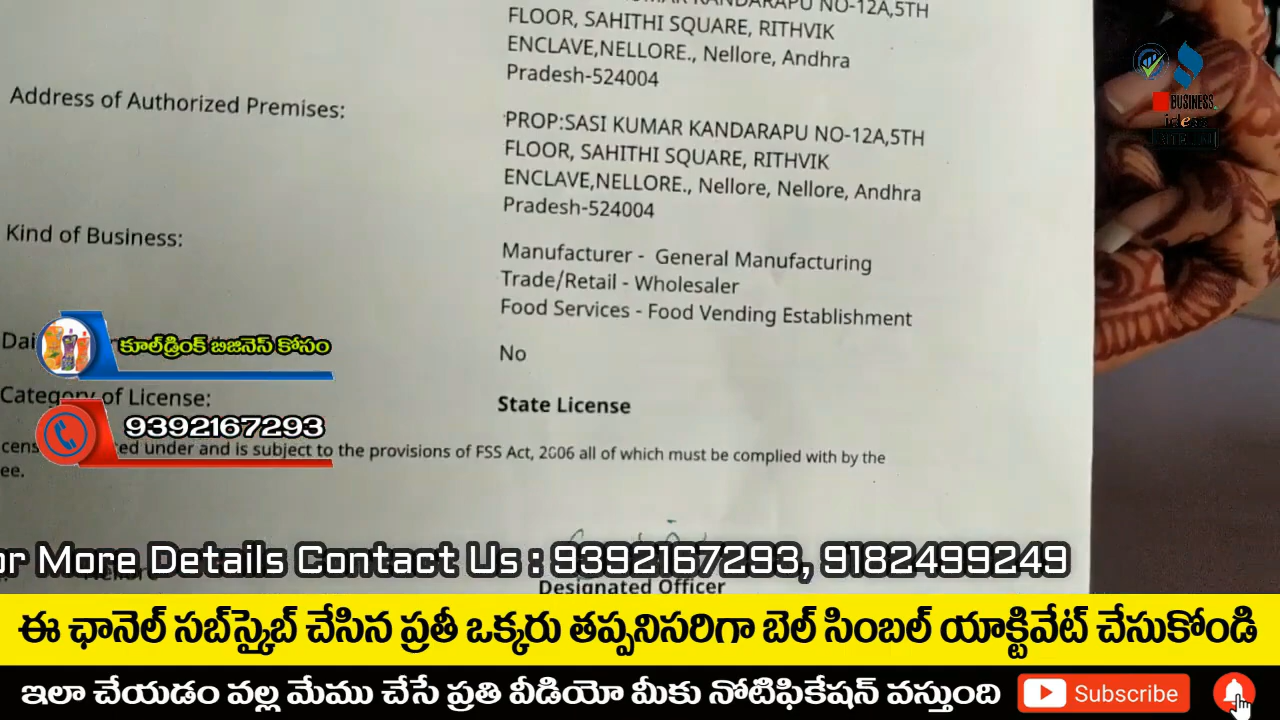 KANDARAPU NO-12A,5TH
FLOOR, SAHITHI SQUARE, RITHVIK
ENCLAVE,NELLORE., Nellore, Andhra
Pradesh-524004
Address of Authorized Premises:
PROP:SASI KUMAR KANDARAPU NO-12A,5TH
FLOOR, SAHITHI SQUARE, RITHVIK
ENCLAVE,NELLORE., Nellore, Nellore, Andhra
Pradesh-524004
Kind of Business:
Manufacturer - General Manufacturing
Trade/Retail - Wholesaler
Food Services - Food Vending Establishment
No
Category of License:
State License
under and is subject to the provisions of FSS Act, 2006 all of which must be complied with by the
ee.
Designated Officer
BUSINESS
ideas
కూల్‌డ్రింక్ బిజినెస్ కోసం
9392167293
or More Details Contact Us : 9392167293, 9182499249
ఈ ఛానెల్ సబ్‌స్క్రైబ్ చేసిన ప్రతీ ఒక్కరు తప్పనిసరిగా బెల్ సింబల్ యాక్టివేట్ చేసుకోండి
ఇలా చేయడం వల్ల మేము చేసే ప్రతి వీడియో మీకు నోటిఫికేషన్ వస్తుంది
Subscribe